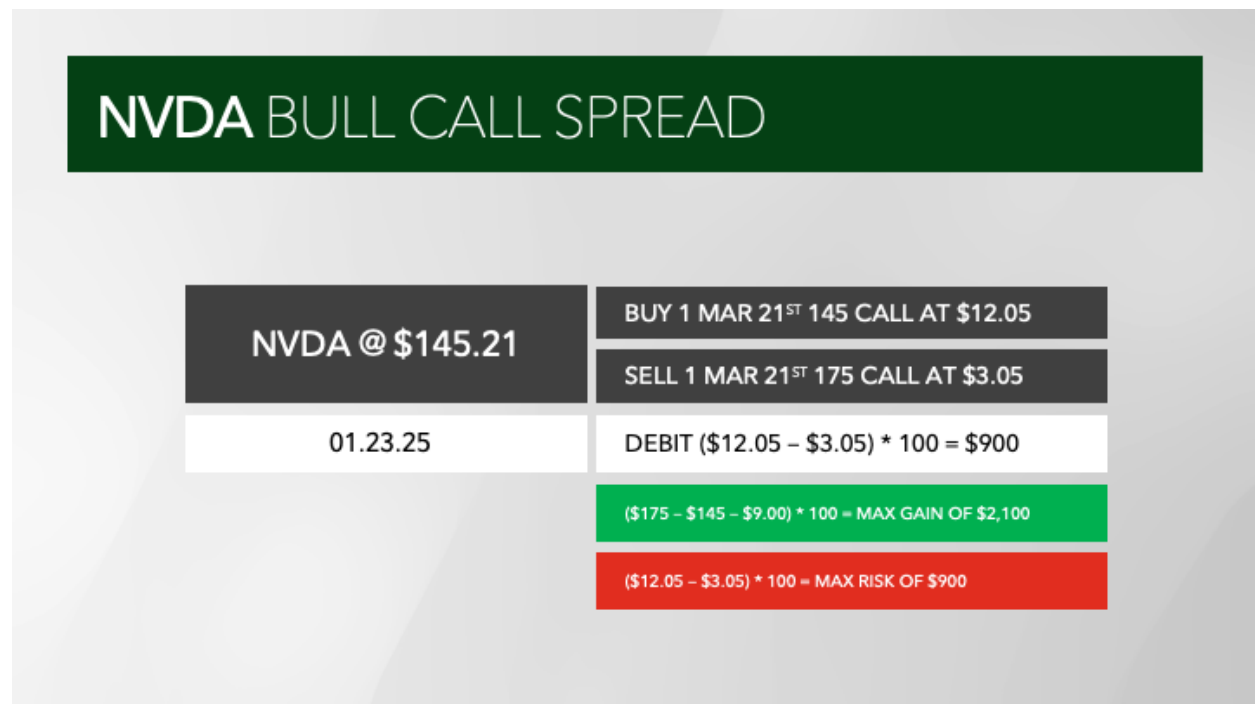 NVDA BULL CALL SPREAD
NVDA @ $145.21
BUY 1 MAR 21ST 145 CALL AT $12.05
SELL 1 MAR 21ST 175 CALL AT $3.05
01.23.25
DEBIT ($12.05 – $3.05) * 100 = $900
($175 – $145 – $9.00) * 100 = MAX GAIN OF $2,100
($12.05 – $3.05) * 100 = MAX RISK OF $900